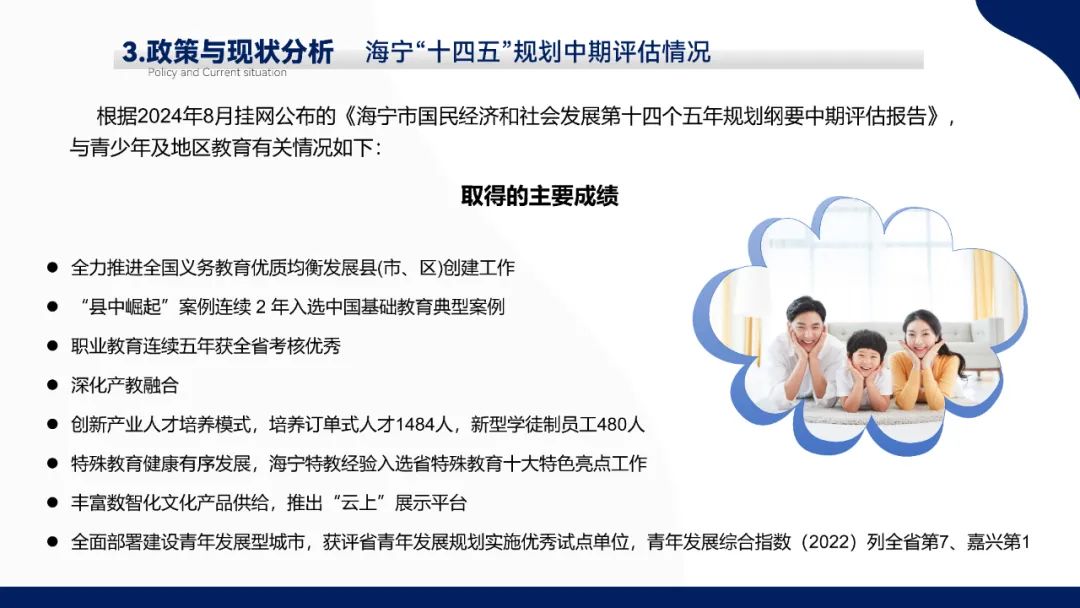 3.政策与现状分析 海宁“十四五”规划中期评估情况
Policy and Current situation
根据2024年8月挂网公布的《海宁市国民经济和社会发展第十四个五年规划纲要中期评估报告》，
与青少年及地区教育有关情况如下：
取得的主要成绩
● 全力推进全国义务教育优质均衡发展县(市、区)创建工作
● “县中崛起”案例连续 2 年入选中国基础教育典型案例
● 职业教育连续五年获全省考核优秀
● 深化产教融合
● 创新产业人才培养模式，培养订单式人才1484人，新型学徒制员工480人
● 特殊教育健康有序发展，海宁特教经验入选省特殊教育十大特色亮点工作
● 丰富数智化文化产品供给，推出“云上”展示平台
● 全面部署建设青年发展型城市，获评省青年发展规划实施优秀试点单位，青年发展综合指数（2022）列全省第7、嘉兴第1